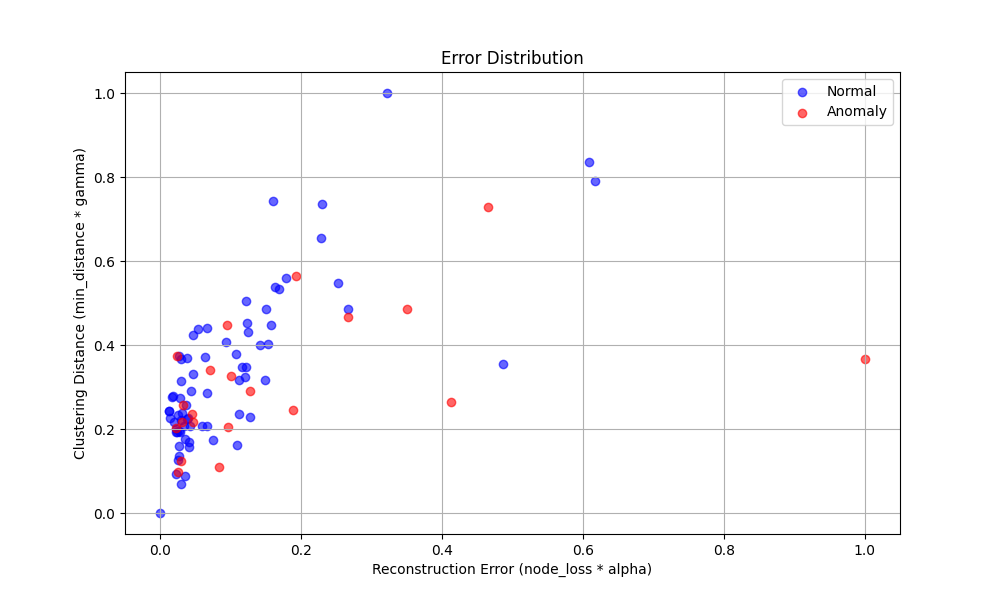 Error Distribution
Normal
Anomaly
Clustering Distance (min_distance * gamma)
1.0
0.8
0.6
0.4
0.2
0.0
0.0 0.2 0.4 0.6 0.8 1.0
Reconstruction Error (node_loss * alpha)